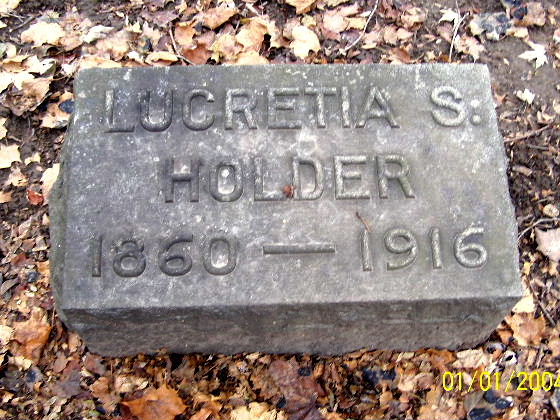 LUCRETIA S.
HOLDER
1860 — 1916
01/01/2004